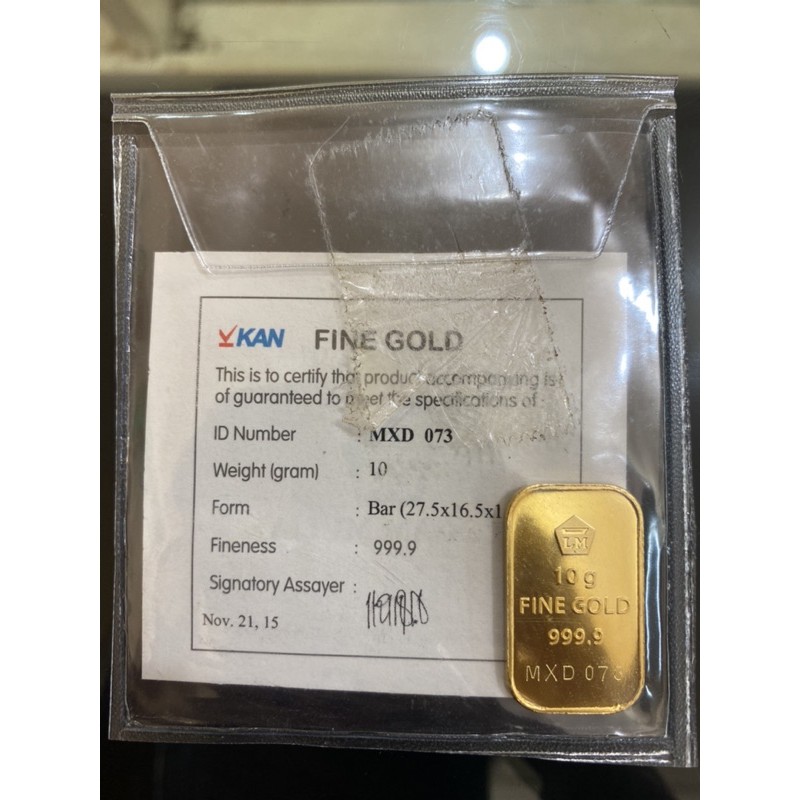 KAN FINE GOLD
This is to certify that product accompanying is
of guaranteed to meet the specifications of
ID Number : MXD 073
Weight (gram) : 10
Form : Bar (27.5x16.5x1
Fineness : 999.9
Signatory Assayer :
Nov. 21, 15
LM
10 g
FINE GOLD
999.9
MXD 073